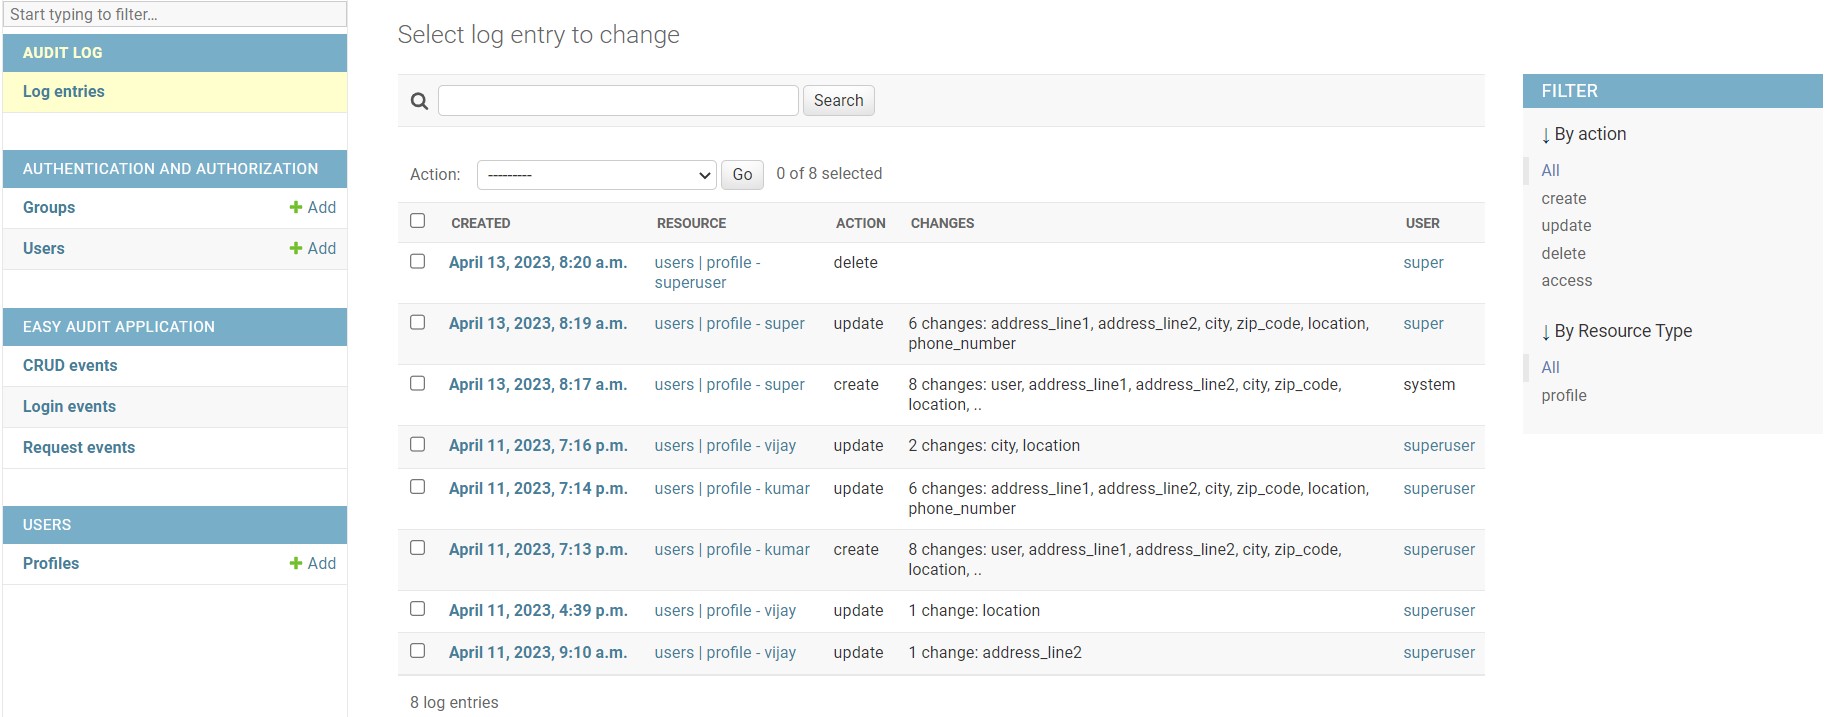 Start typing to filter…
AUDIT LOG
Log entries
AUTHENTICATION AND AUTHORIZATION
Groups + Add
Users + Add
EASY AUDIT APPLICATION
CRUD events
Login events
Request events
USERS
Profiles + Add
Select log entry to change
Search
Action: --------- Go 0 of 8 selected
CREATED RESOURCE ACTION CHANGES USER
April 13, 2023, 8:20 a.m. users | profile - delete super
superuser
April 13, 2023, 8:19 a.m. users | profile - super update 6 changes: address_line1, address_line2, city, zip_code, location, super
phone_number
April 13, 2023, 8:17 a.m. users | profile - super create 8 changes: user, address_line1, address_line2, city, zip_code, system
location, ..
April 11, 2023, 7:16 p.m. users | profile - vijay update 2 changes: city, location superuser
April 11, 2023, 7:14 p.m. users | profile - kumar update 6 changes: address_line1, address_line2, city, zip_code, location, superuser
phone_number
April 11, 2023, 7:13 p.m. users | profile - kumar create 8 changes: user, address_line1, address_line2, city, zip_code, superuser
location, ..
April 11, 2023, 4:39 p.m. users | profile - vijay update 1 change: location superuser
April 11, 2023, 9:10 a.m. users | profile - vijay update 1 change: address_line2 superuser
8 log entries
FILTER
↓ By action
All
create
update
delete
access
↓ By Resource Type
All
profile